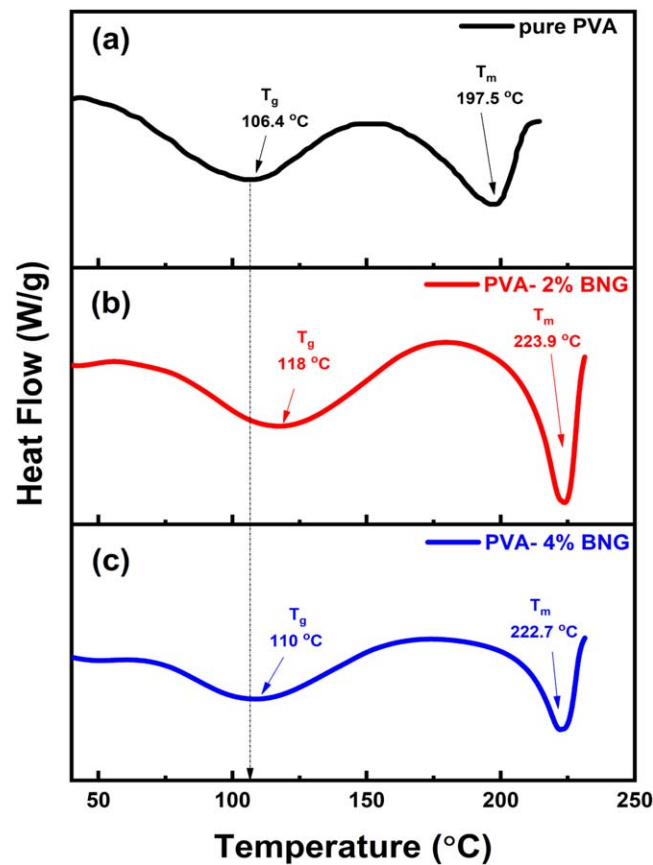 (a)
pure PVA
Tg
106.4 °C
Tm
197.5 °C
(b)
PVA- 2% BNG
Tg
118 °C
Tm
223.9 °C
(c)
PVA- 4% BNG
Tg
110 °C
Tm
222.7 °C
Heat Flow (W/g)
50 100 150 200 250
Temperature (°C)